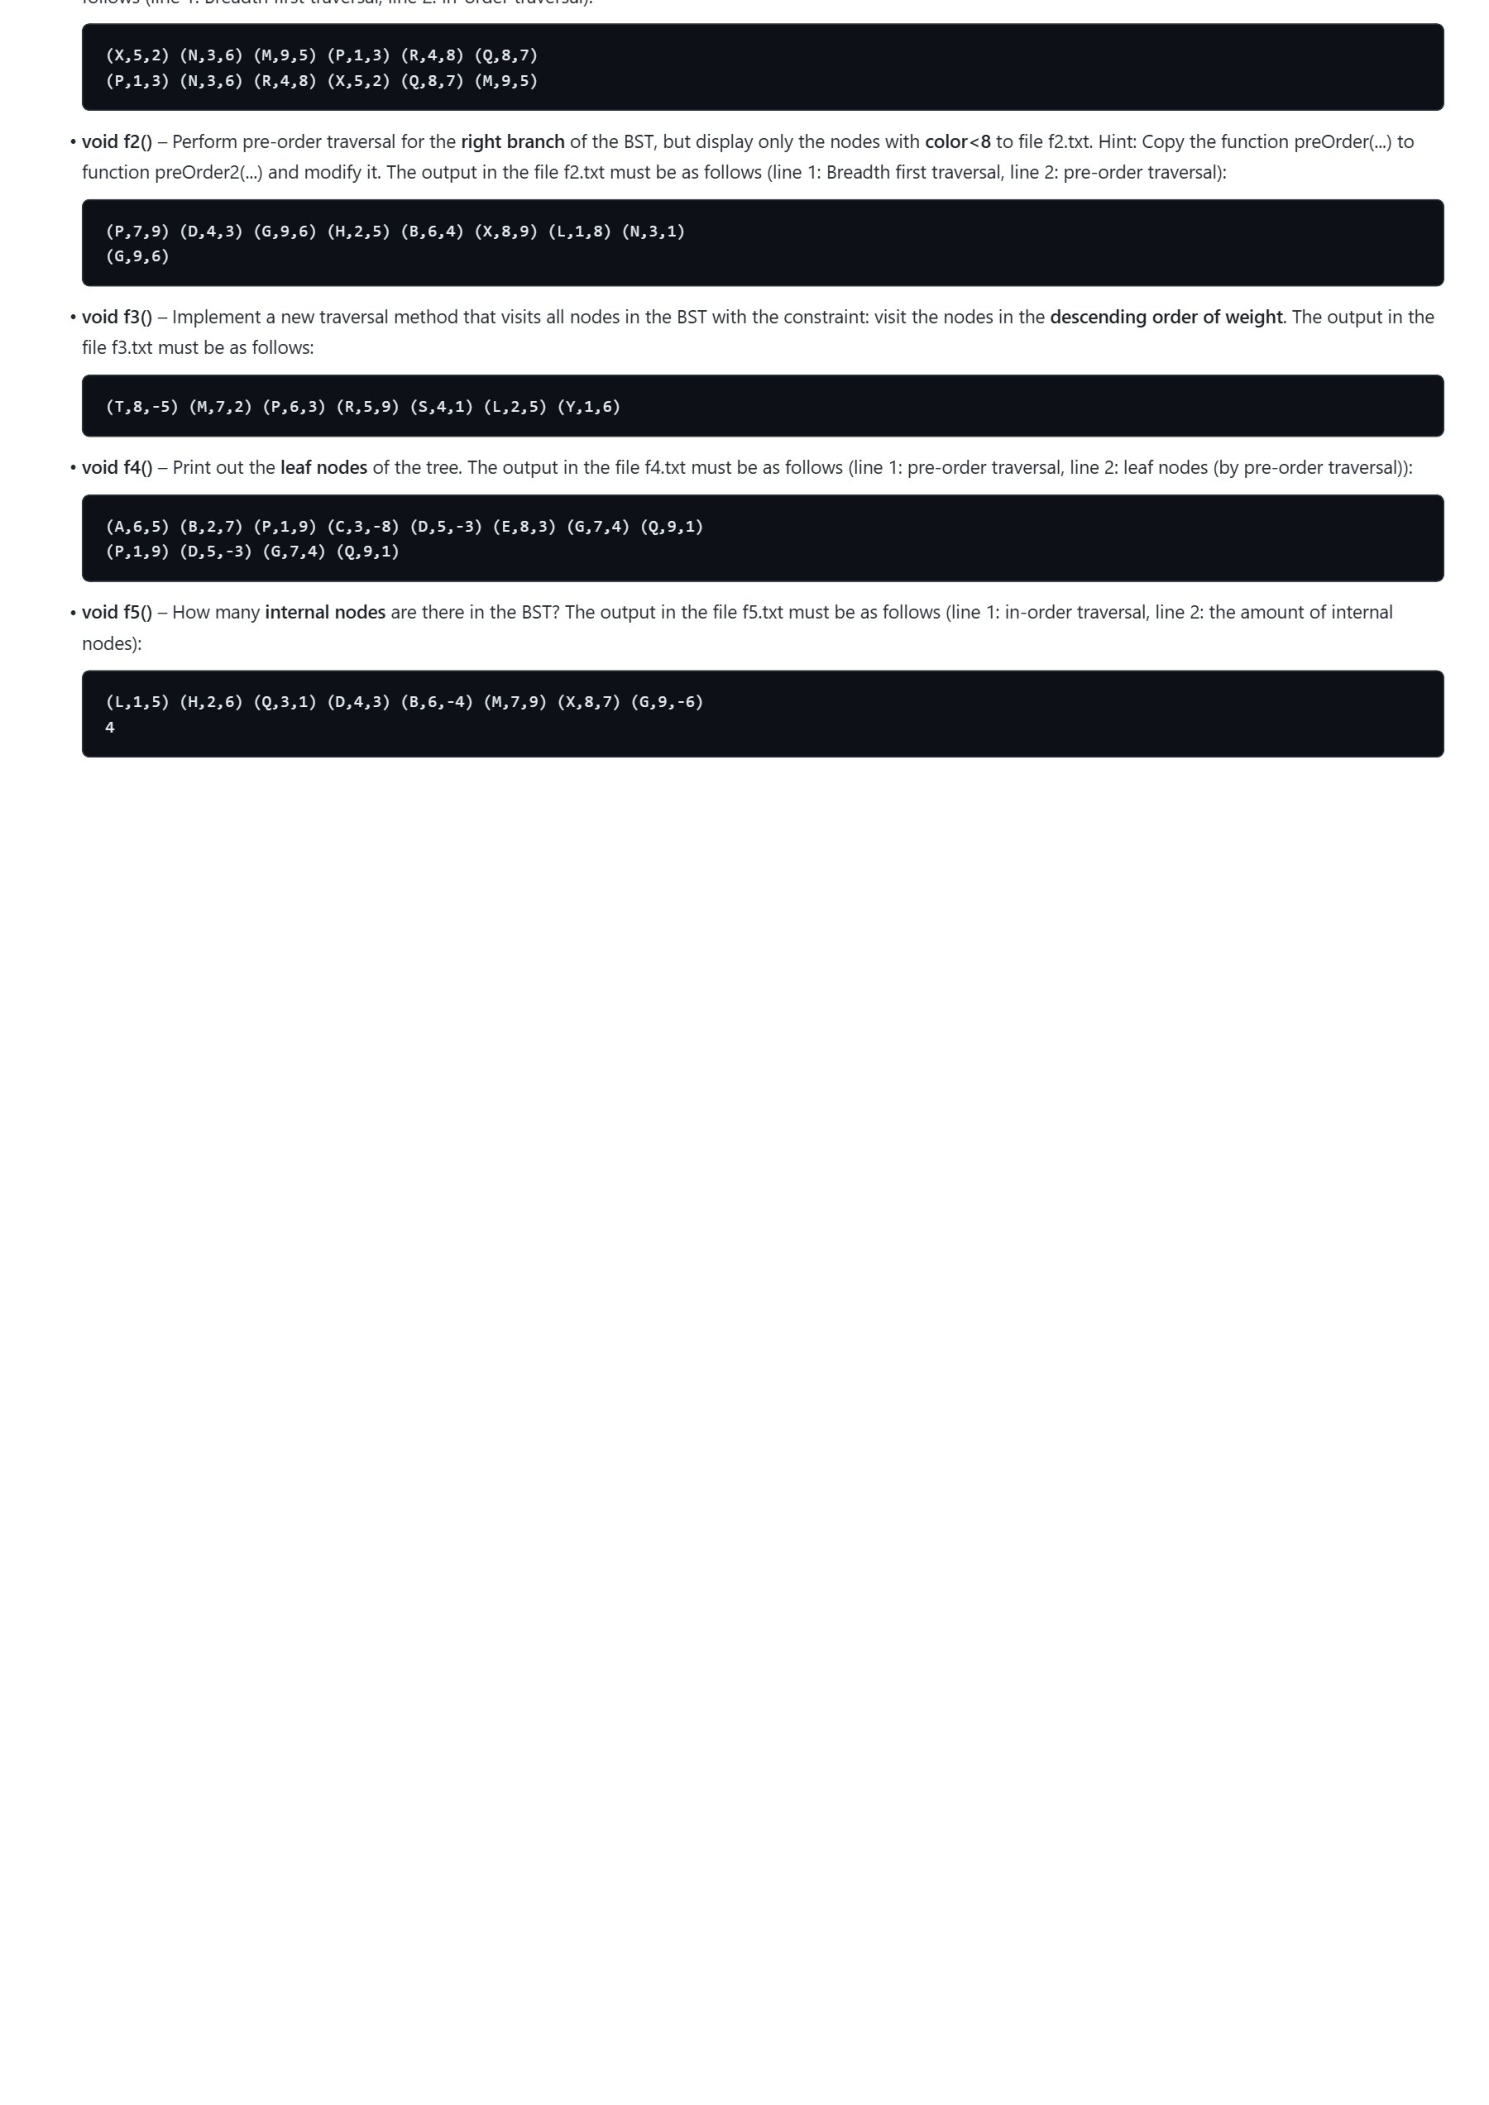 follows (line 1: Breadth first traversal, line 2: in-order traversal):
(X,5,2) (N,3,6) (M,9,5) (P,1,3) (R,4,8) (Q,8,7)
(P,1,3) (N,3,6) (R,4,8) (X,5,2) (Q,8,7) (M,9,5)
• void f2() – Perform pre-order traversal for the right branch of the BST, but display only the nodes with color<8 to file f2.txt. Hint: Copy the function preOrder(...) to
function preOrder2(...) and modify it. The output in the file f2.txt must be as follows (line 1: Breadth first traversal, line 2: pre-order traversal):
(P,7,9) (D,4,3) (G,9,6) (H,2,5) (B,6,4) (X,8,9) (L,1,8) (N,3,1)
(G,9,6)
• void f3() – Implement a new traversal method that visits all nodes in the BST with the constraint: visit the nodes in the descending order of weight. The output in the
file f3.txt must be as follows:
(T,8,-5) (M,7,2) (P,6,3) (R,5,9) (S,4,1) (L,2,5) (Y,1,6)
• void f4() – Print out the leaf nodes of the tree. The output in the file f4.txt must be as follows (line 1: pre-order traversal, line 2: leaf nodes (by pre-order traversal)):
(A,6,5) (B,2,7) (P,1,9) (C,3,-8) (D,5,-3) (E,8,3) (G,7,4) (Q,9,1)
(P,1,9) (D,5,-3) (G,7,4) (Q,9,1)
• void f5() – How many internal nodes are there in the BST? The output in the file f5.txt must be as follows (line 1: in-order traversal, line 2: the amount of internal
nodes):
(L,1,5) (H,2,6) (Q,3,1) (D,4,3) (B,6,-4) (M,7,9) (X,8,7) (G,9,-6)
4